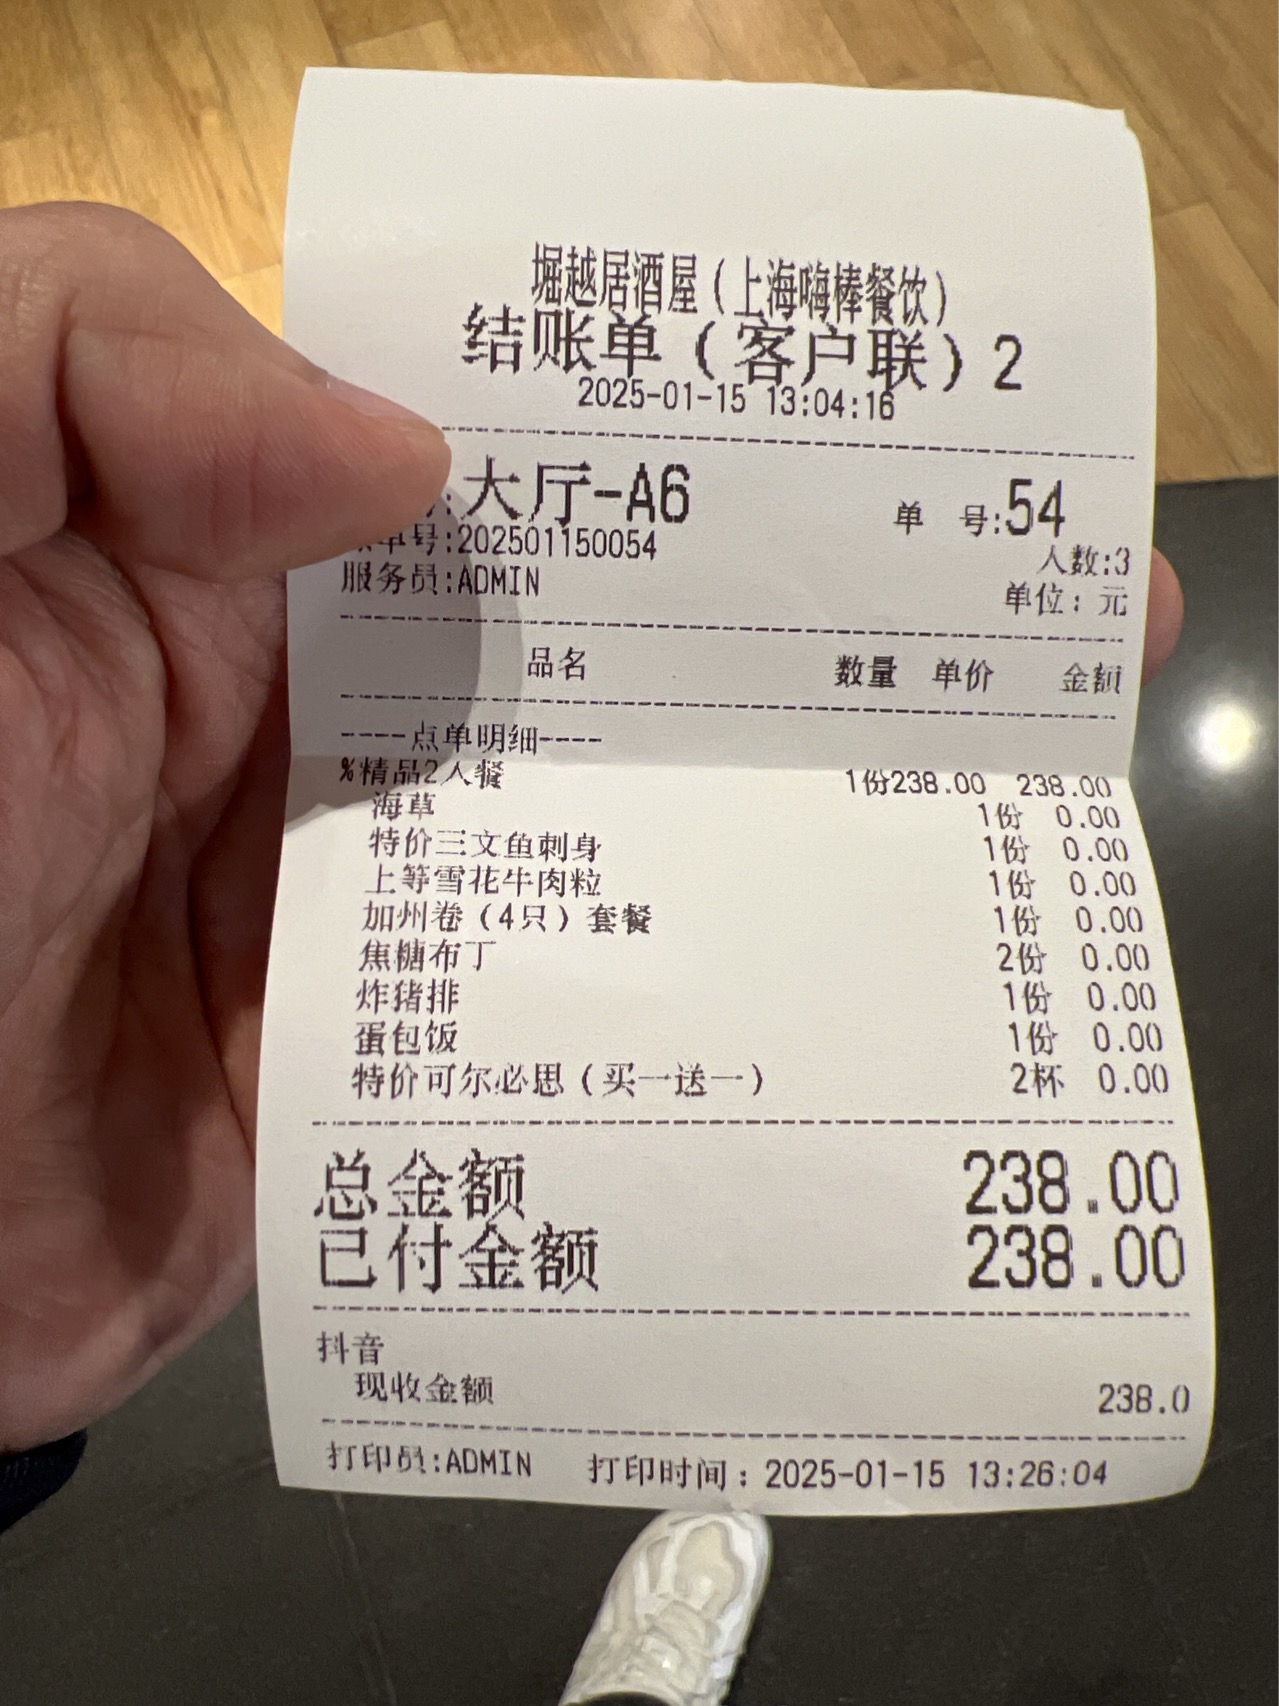 堀越居酒屋（上海嗨棒餐饮）
结账单（客户联）2
2025-01-15 13:04:16
:大厅-A6 单 号:54
单号:202501150054 人数:3
服务员:ADMIN 单位：元
品名 数量 单价 金额
----点单明细----
%精品2人餐 1份238.00 238.00
海草 1份 0.00
特价三文鱼刺身 1份 0.00
上等雪花牛肉粒 1份 0.00
加州卷（4只）套餐 1份 0.00
焦糖布丁 2份 0.00
炸猪排 1份 0.00
蛋包饭 1份 0.00
特价可尔必思（买一送一） 2杯 0.00
总金额 238.00
已付金额 238.00
抖音
现收金额 238.0
打印员:ADMIN 打印时间：2025-01-15 13:26:04